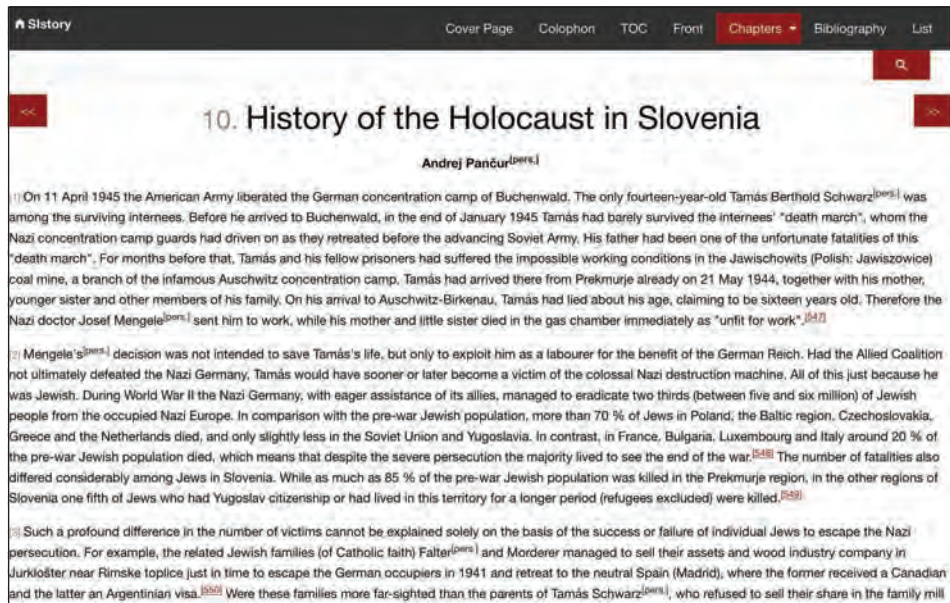 SIstory
Cover Page Colophon TOC Front Chapters Bibliography List
<< >>
10. History of the Holocaust in Slovenia
Andrej Pančur[pers.]
[1] On 11 April 1945 the American Army liberated the German concentration camp of Buchenwald. The only fourteen-year-old Tamás Berthold Schwarz[pers.] was
among the surviving internees. Before he arrived to Buchenwald, in the end of January 1945 Tamás had barely survived the internees' "death march", whom the
Nazi concentration camp guards had driven on as they retreated before the advancing Soviet Army. His father had been one of the unfortunate fatalities of this
"death march". For months before that, Tamás and his fellow prisoners had suffered the impossible working conditions in the Jawischowits (Polish: Jawiszowice)
coal mine, a branch of the infamous Auschwitz concentration camp. Tamás had arrived there from Prekmurje already on 21 May 1944, together with his mother,
younger sister and other members of his family. On his arrival to Auschwitz-Birkenau, Tamás had lied about his age, claiming to be sixteen years old. Therefore the
Nazi doctor Josef Mengele[pers.] sent him to work, while his mother and little sister died in the gas chamber immediately as "unfit for work".[547]
[2] Mengele's[pers.] decision was not intended to save Tamás's life, but only to exploit him as a labourer for the benefit of the German Reich. Had the Allied Coalition
not ultimately defeated the Nazi Germany, Tamás would have sooner or later become a victim of the colossal Nazi destruction machine. All of this just because he
was Jewish. During World War II the Nazi Germany, with eager assistance of its allies, managed to eradicate two thirds (between five and six million) of Jewish
people from the occupied Nazi Europe. In comparison with the pre-war Jewish population, more than 70 % of Jews in Poland, the Baltic region, Czechoslovakia,
Greece and the Netherlands died, and only slightly less in the Soviet Union and Yugoslavia. In contrast, in France, Bulgaria, Luxembourg and Italy around 20 % of
the pre-war Jewish population died, which means that despite the severe persecution the majority lived to see the end of the war.[548] The number of fatalities also
differed considerably among Jews in Slovenia. While as much as 85 % of the pre-war Jewish population was killed in the Prekmurje region, in the other regions of
Slovenia one fifth of Jews who had Yugoslav citizenship or had lived in this territory for a longer period (refugees excluded) were killed.[549]
[3] Such a profound difference in the number of victims cannot be explained solely on the basis of the success or failure of individual Jews to escape the Nazi
persecution. For example, the related Jewish families (of Catholic faith) Falter[pers.] and Morderer managed to sell their assets and wood industry company in
Jurklošter near Rimske toplice just in time to escape the German occupiers in 1941 and retreat to the neutral Spain (Madrid), where the former received a Canadian
and the latter an Argentinian visa.[550] Were these families more far-sighted than the parents of Tamás Schwarz[pers.], who refused to sell their share in the family mill